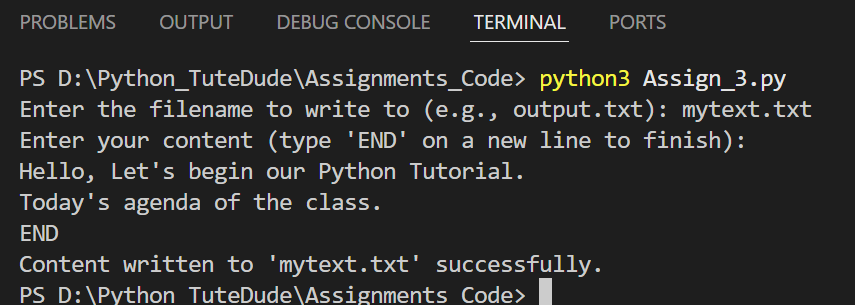 PROBLEMS OUTPUT DEBUG CONSOLE TERMINAL PORTS
PS D:\Python_TuteDude\Assignments_Code> python3 Assign_3.py
Enter the filename to write to (e.g., output.txt): mytext.txt
Enter your content (type 'END' on a new line to finish):
Hello, Let's begin our Python Tutorial.
Today's agenda of the class.
END
Content written to 'mytext.txt' successfully.
PS D:\Python_TuteDude\Assignments_Code>